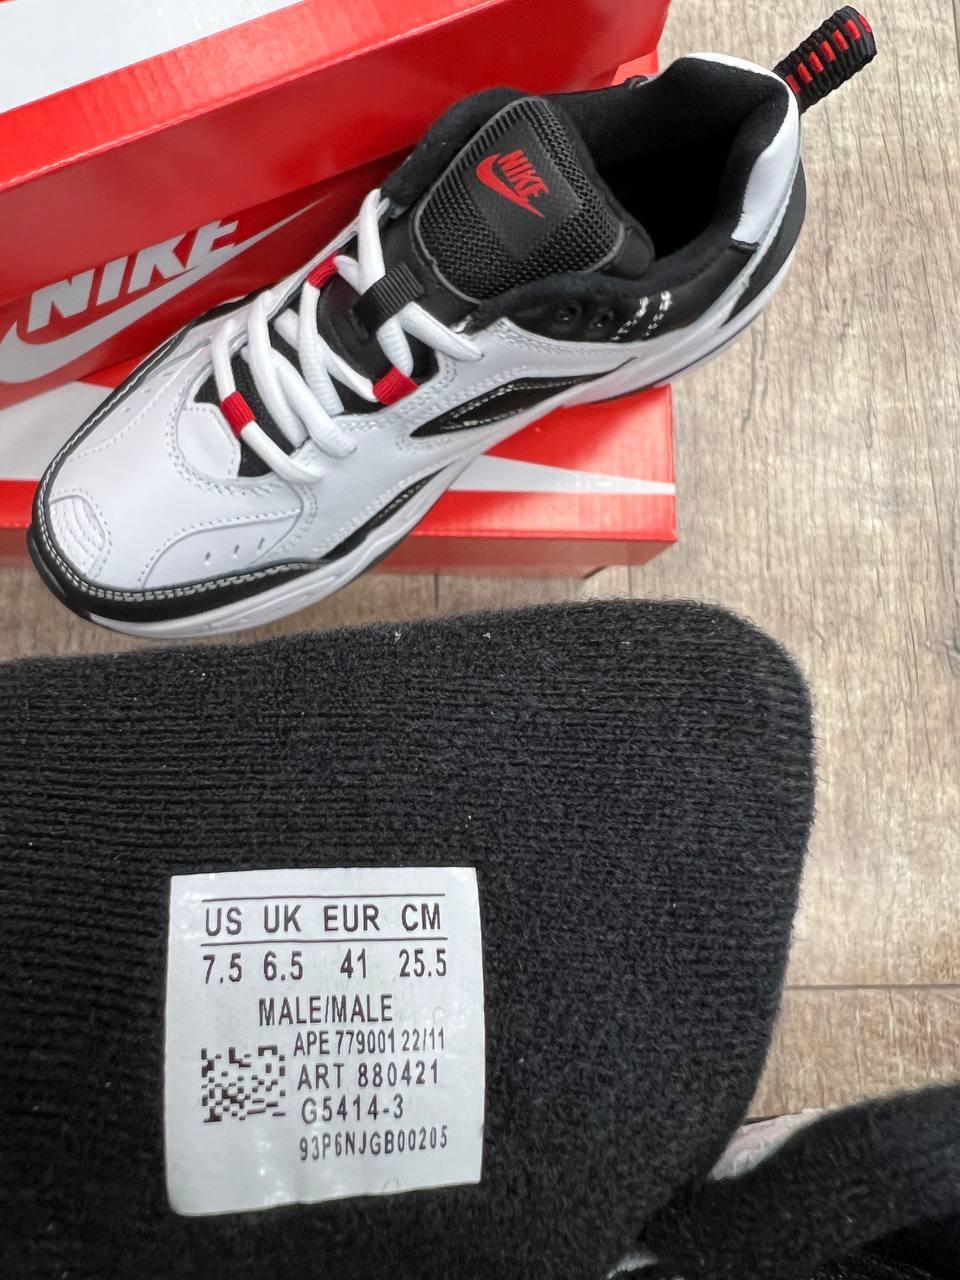 NIKE
NIKE
US UK EUR CM
7.5 6.5 41 25.5
MALE/MALE
APE 779001 22/11
ART 880421
G5414-3
93P6NJGB00205